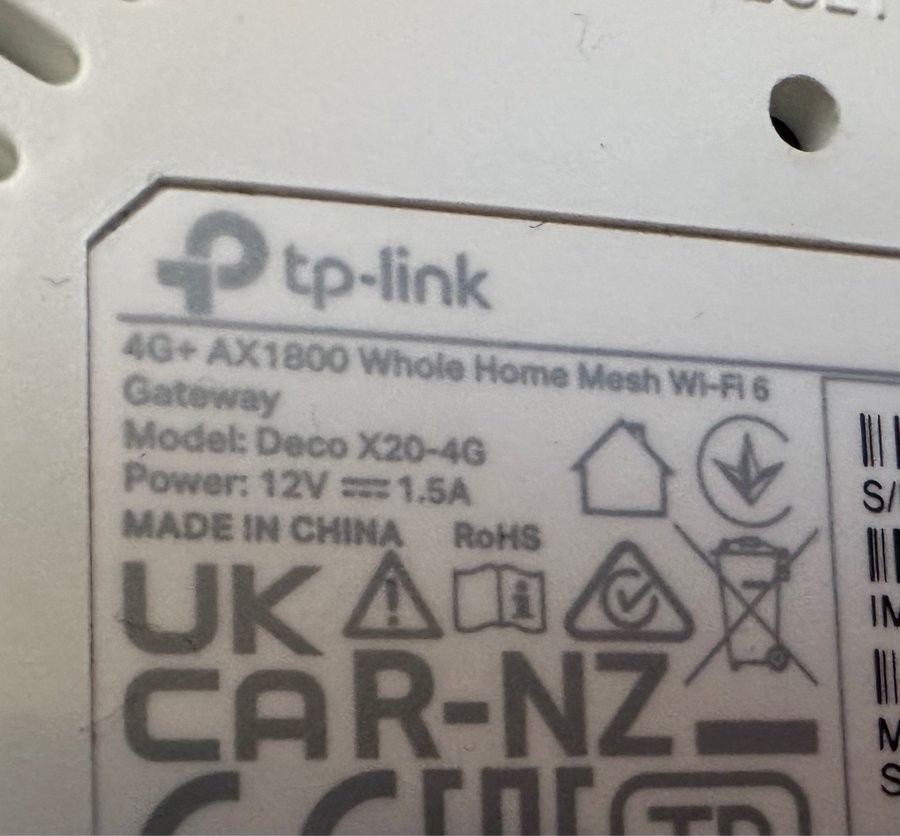 tp-link
4G+ AX1800 Whole Home Mesh Wi-Fi 6
Gateway
Model: Deco X20-4G
Power: 12V ⎓ 1.5A
MADE IN CHINA RoHS
UK
CA R-NZ
CE